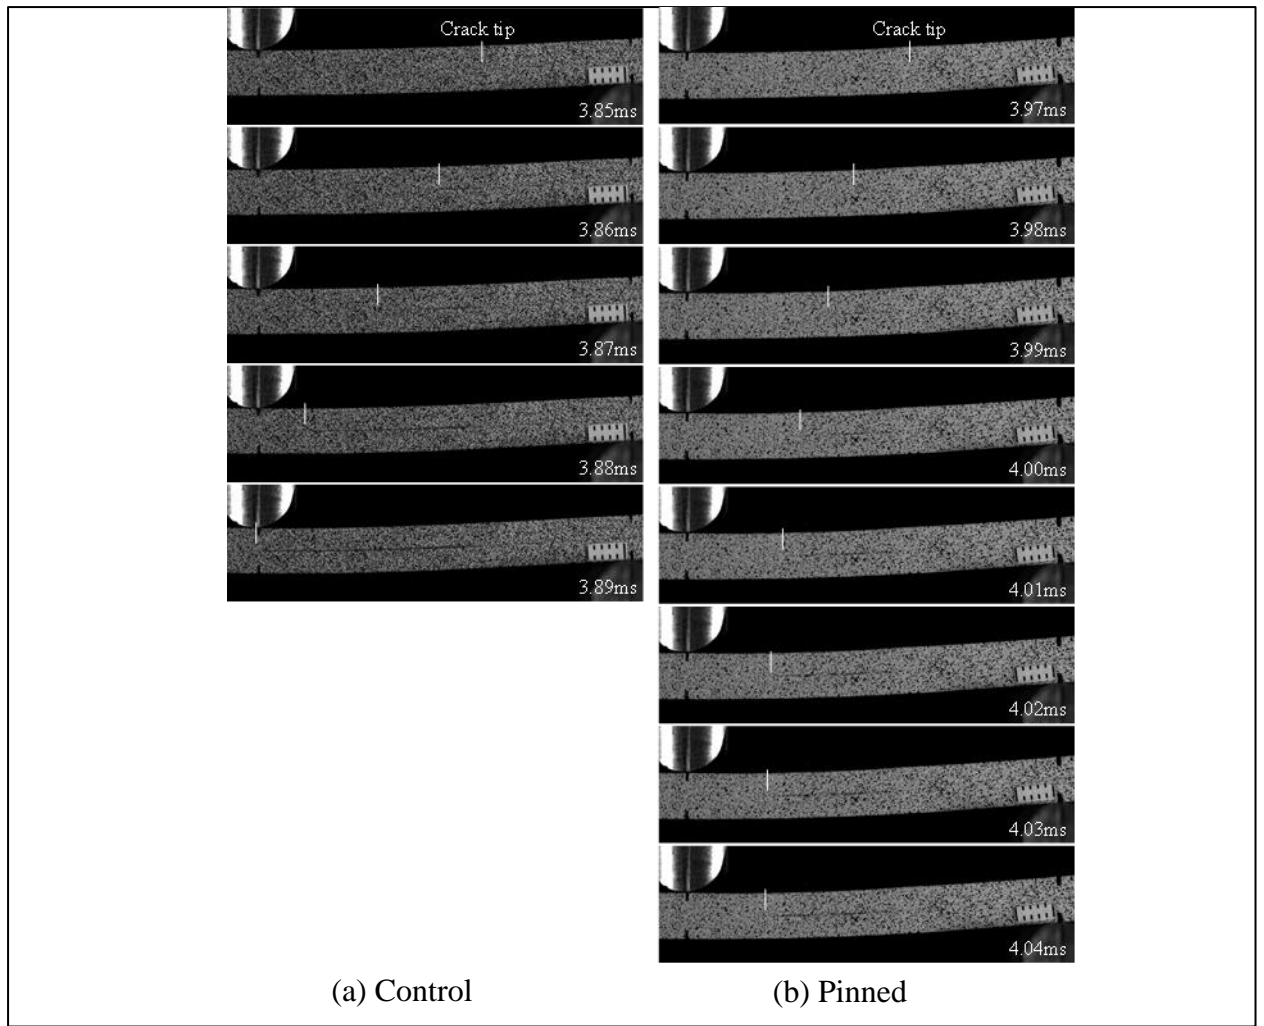 Crack tip
3.85ms
3.86ms
3.87ms
3.88ms
3.89ms
Crack tip
3.97ms
3.98ms
3.99ms
4.00ms
4.01ms
4.02ms
4.03ms
4.04ms
(a) Control
(b) Pinned